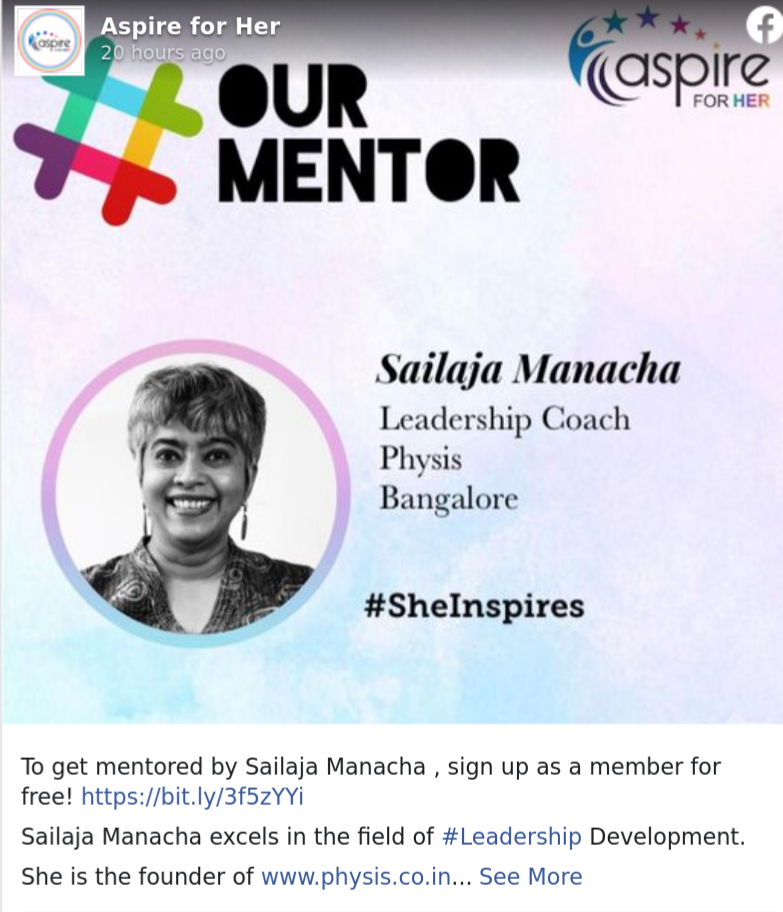 Aspire for Her
20 hours ago
aspire
aspire
FOR HER
OUR
MENTOR
Sailaja Manacha
Leadership Coach
Physis
Bangalore
#SheInspires
To get mentored by Sailaja Manacha , sign up as a member for
free! https://bit.ly/3f5zYYi
Sailaja Manacha excels in the field of #Leadership Development.
She is the founder of www.physis.co.in... See More